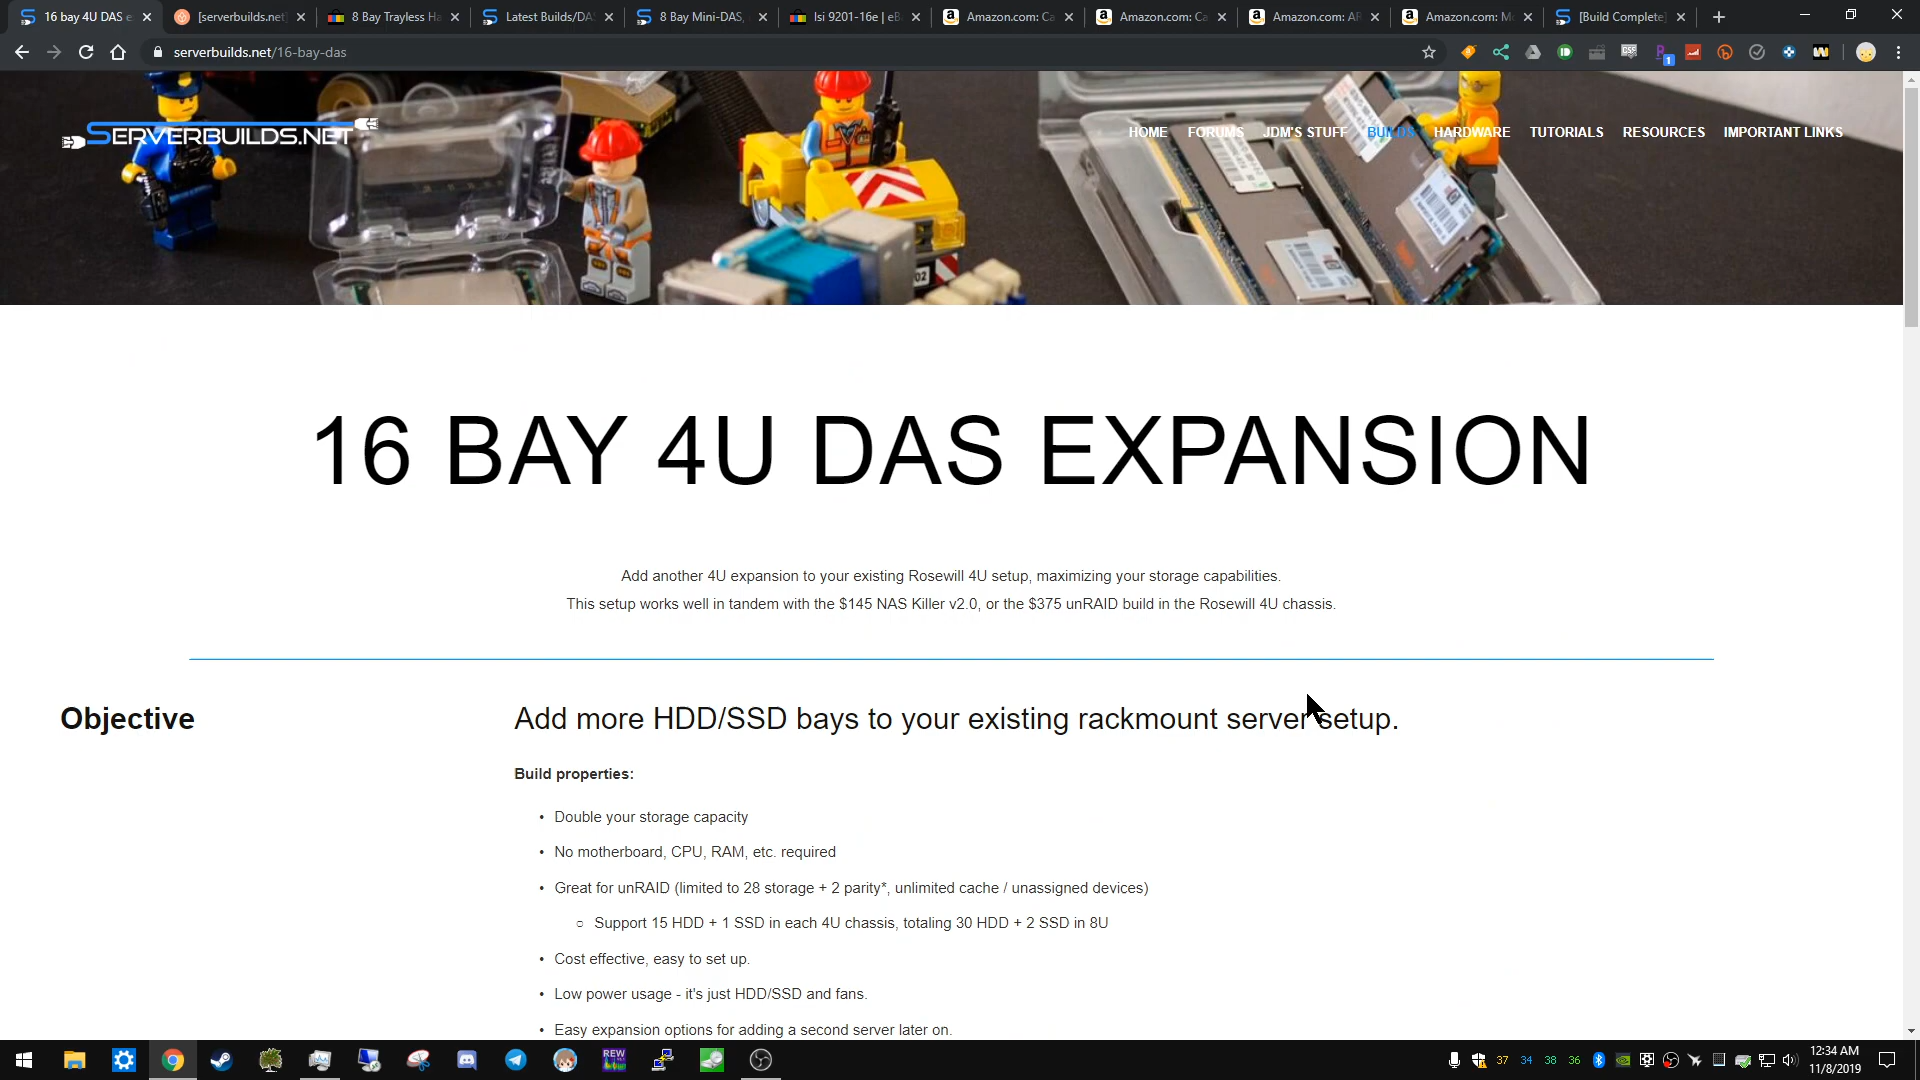 16 bay 4U DAS e
[serverbuilds.net]
8 Bay Trayless Ha
Latest Builds/DAS
8 Bay Mini-DAS,
lsi 9201-16e | eB
Amazon.com: Ca
Amazon.com: Ca
Amazon.com: AR
Amazon.com: Mo
[Build Complete]
serverbuilds.net/16-bay-das
SERVERBUILDS.NET
HOME FORUMS JDM'S STUFF BUILDS HARDWARE TUTORIALS RESOURCES IMPORTANT LINKS
16 BAY 4U DAS EXPANSION
Add another 4U expansion to your existing Rosewill 4U setup, maximizing your storage capabilities.
This setup works well in tandem with the $145 NAS Killer v2.0, or the $375 unRAID build in the Rosewill 4U chassis.
Objective
Add more HDD/SSD bays to your existing rackmount server setup.
Build properties:
• Double your storage capacity
• No motherboard, CPU, RAM, etc. required
• Great for unRAID (limited to 28 storage + 2 parity*, unlimited cache / unassigned devices)
○ Support 15 HDD + 1 SSD in each 4U chassis, totaling 30 HDD + 2 SSD in 8U
• Cost effective, easy to set up.
• Low power usage - it's just HDD/SSD and fans.
• Easy expansion options for adding a second server later on.
REW
37 34 38 36
12:34 AM
11/8/2019